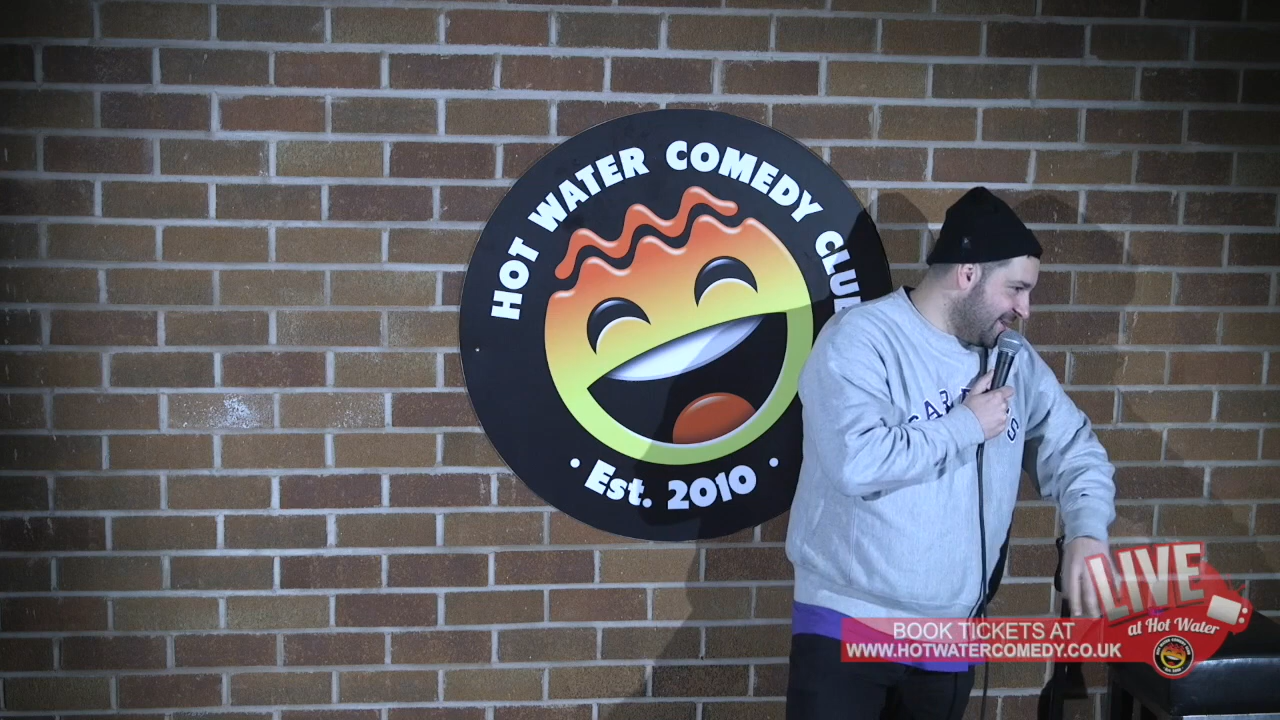 HOT WATER COMEDY CLUB
· Est. 2010 ·
LIVE
at Hot Water
BOOK TICKETS AT
WWW.HOTWATERCOMEDY.CO.UK